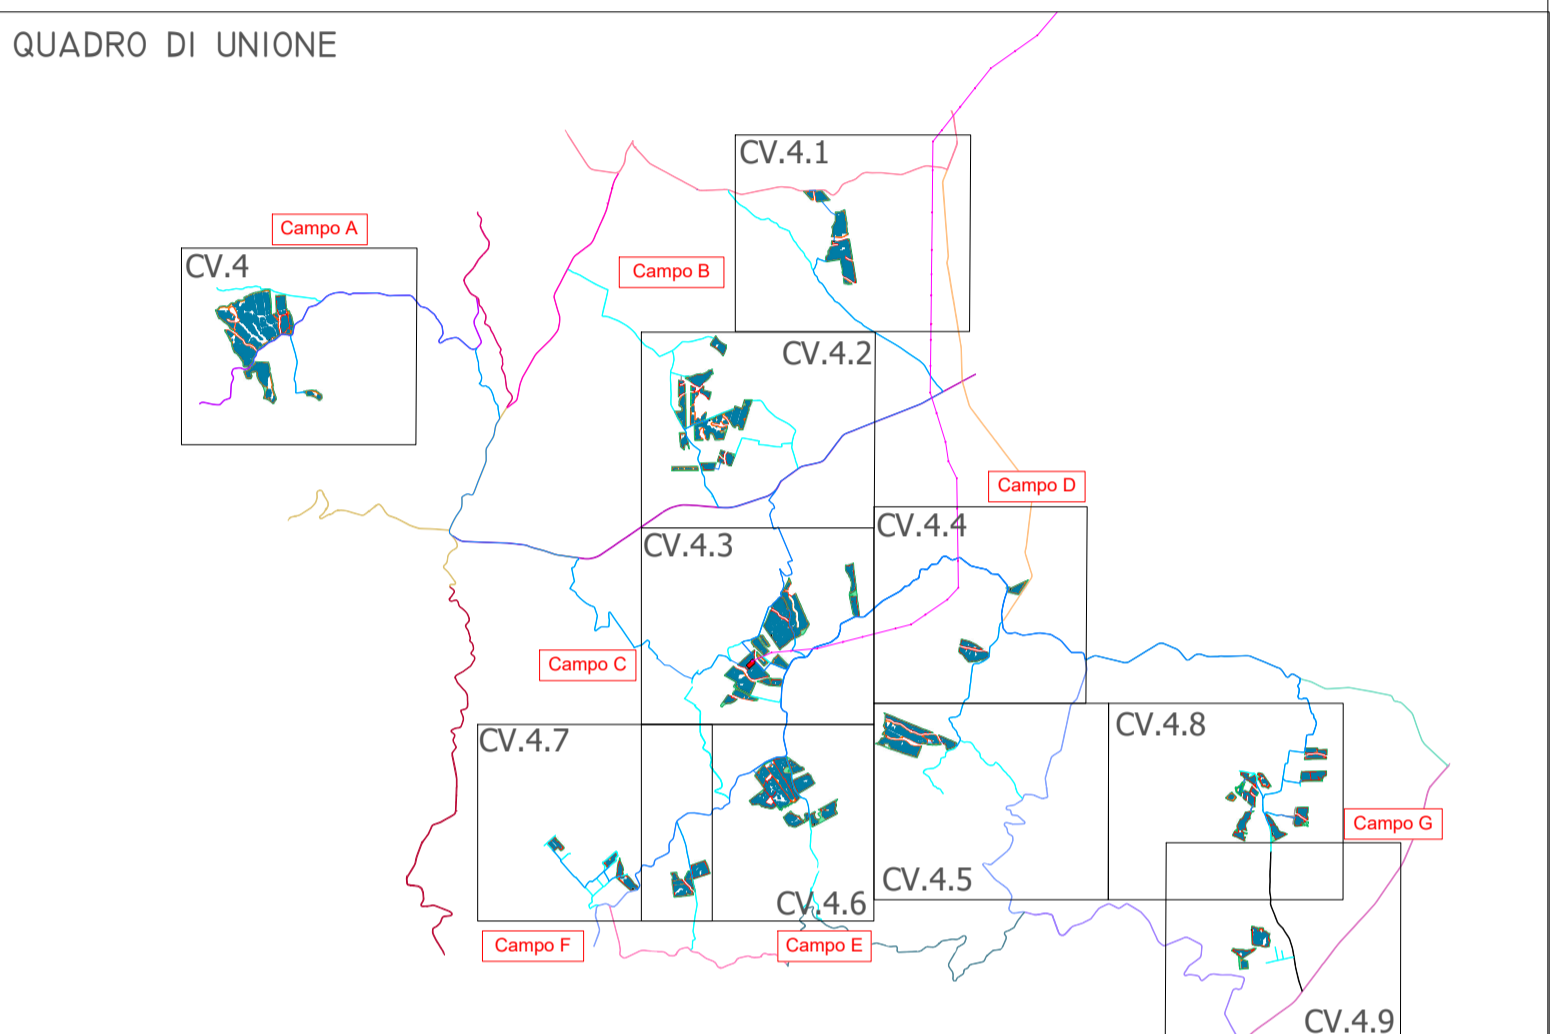 QUADRO DI UNIONE
CV.4.1
Campo A
CV.4
Campo B
CV.4.2
Campo D
CV.4.4
CV.4.3
Campo C
CV.4.7
CV.4.8
Campo G
CV.4.5
CV.4.6
Campo F
Campo E
CV.4.9